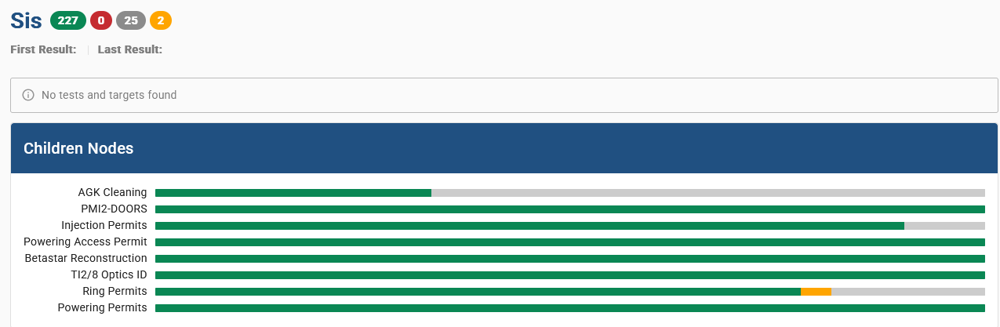 Sis 227 0 25 2
First Result: Last Result:
No tests and targets found
Children Nodes
AGK Cleaning
PMI2-DOORS
Injection Permits
Powering Access Permit
Betastar Reconstruction
TI2/8 Optics ID
Ring Permits
Powering Permits